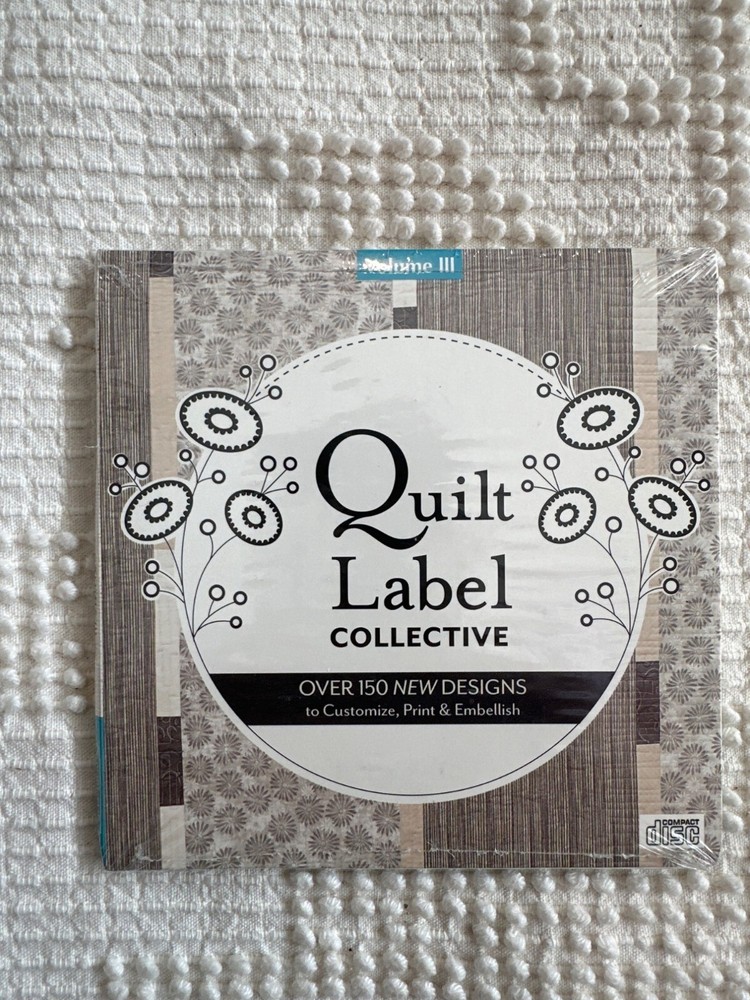 Volume III
Quilt
Label
COLLECTIVE
OVER 150 NEW DESIGNS
to Customize, Print & Embellish
COMPACT
disc